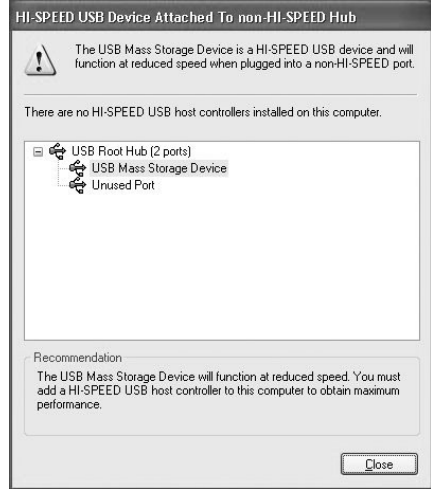 HI-SPEED USB Device Attached To non-HI-SPEED Hub
The USB Mass Storage Device is a HI-SPEED USB device and will
function at reduced speed when plugged into a non-HI-SPEED port.
There are no HI-SPEED USB host controllers installed on this computer.
USB Root Hub (2 ports)
USB Mass Storage Device
Unused Port
Recommendation
The USB Mass Storage Device will function at reduced speed. You must
add a HI-SPEED USB host controller to this computer to obtain maximum
performance.
Close